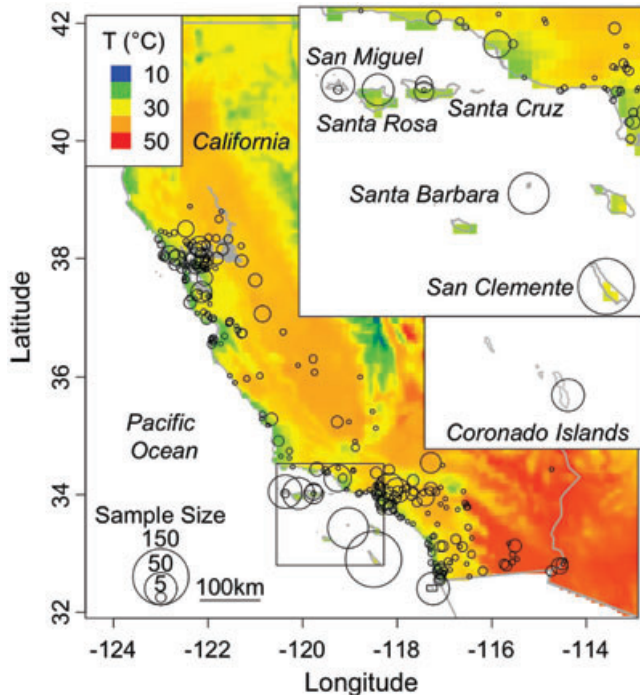 42
40
38
36
34
32
Latitude
-124
-122
-120
-118
-116
-114
Longitude
T (°C)
10
30
50
California
Pacific
Ocean
Sample Size
150
50
5
100km
San Miguel
Santa Rosa
Santa Cruz
Santa Barbara
San Clemente
Coronado Islands